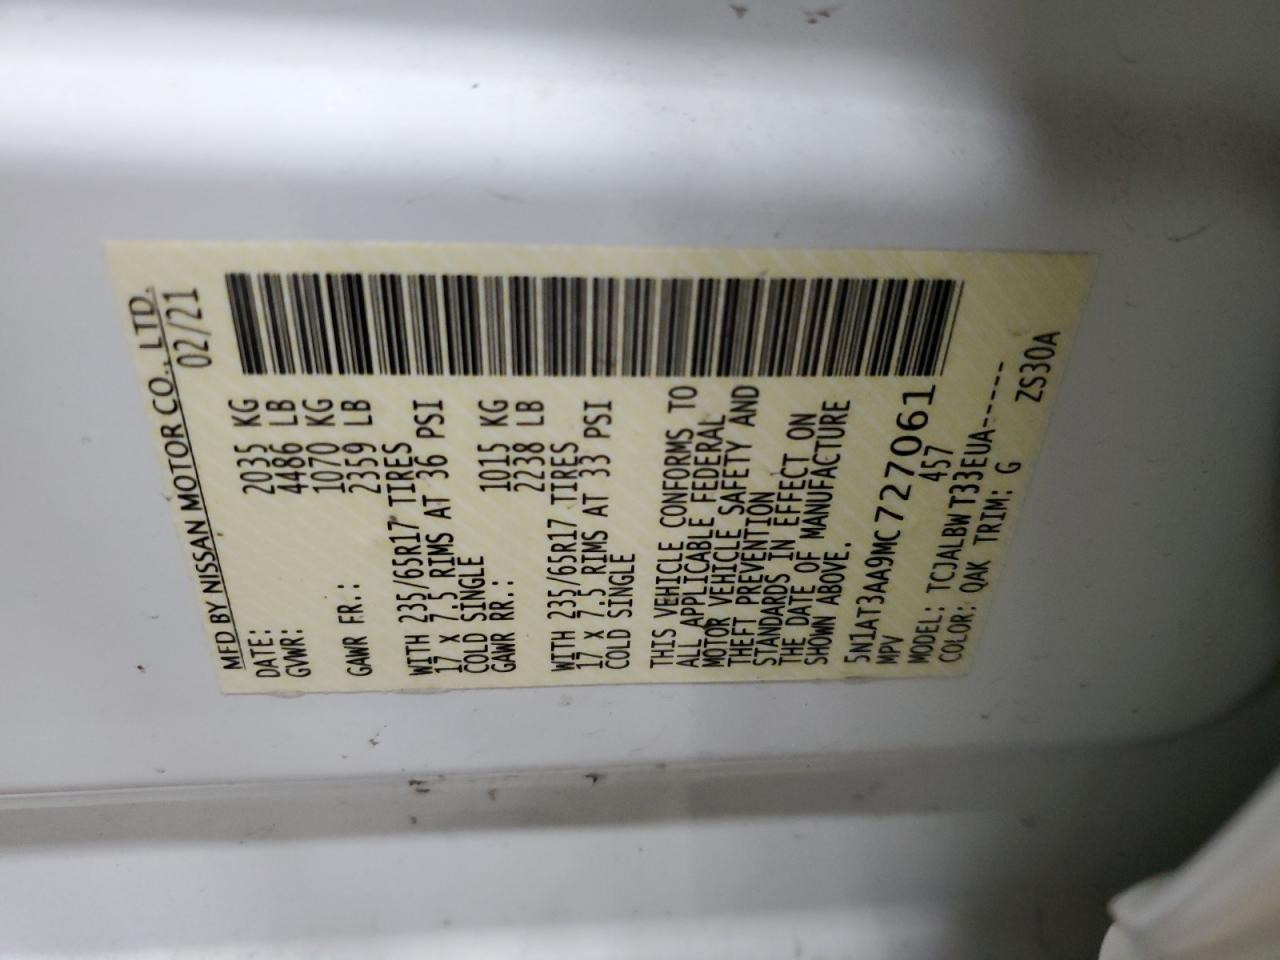 MFD BY NISSAN MOTOR CO., LTD.
DATE: 02/21
GVWR: 2035 KG
4486 LB
GAWR FR.: 1070 KG
2359 LB
WITH 235/65R17 TIRES
17 X 7.5 RIMS AT 36 PSI
COLD SINGLE
GAWR RR.: 1015 KG
2238 LB
WITH 235/65R17 TIRES
17 X 7.5 RIMS AT 33 PSI
COLD SINGLE
THIS VEHICLE CONFORMS TO
ALL APPLICABLE FEDERAL
MOTOR VEHICLE SAFETY AND
THEFT PREVENTION
STANDARDS IN EFFECT ON
THE DATE OF MANUFACTURE
SHOWN ABOVE.
5N1AT3AA9MC727061
MPV 457
MODEL: TCJALBWT33EUA-----
COLOR: QAK TRIM: G ZS30A